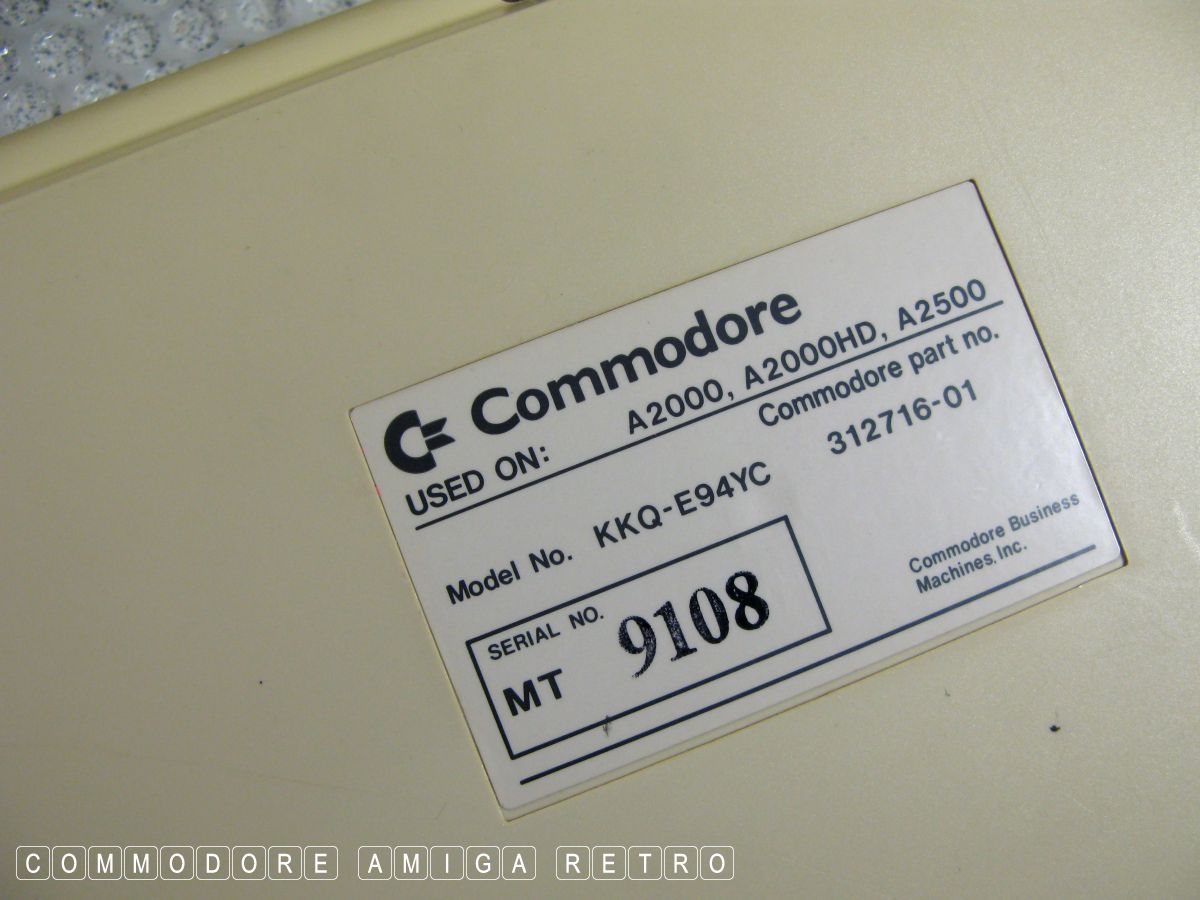 Commodore
USED ON: A2000, A2000HD, A2500
Commodore part no.
Model No. KKQ-E94YC 312716-01
SERIAL NO.
MT 9108
Commodore Business
Machines, Inc.
COMMODORE AMIGA RETRO